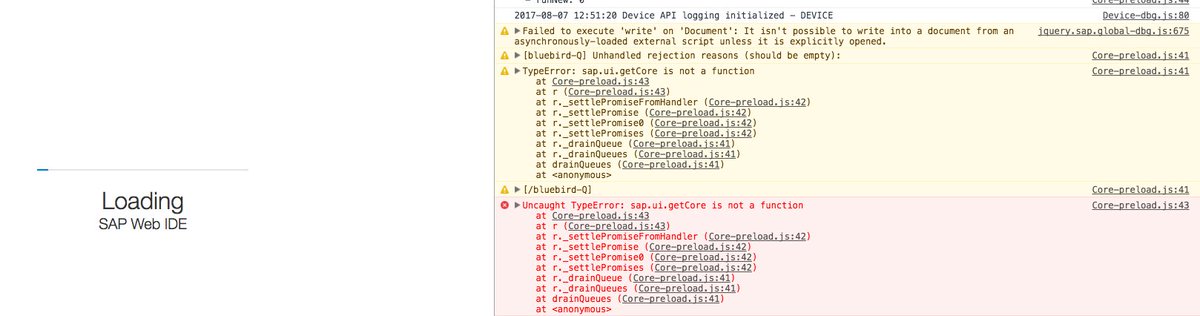 runNew: 0 Core-preload.js:44
2017-08-07 12:51:20 Device API logging initialized - DEVICE Device-dbg.js:80
Failed to execute 'write' on 'Document': It isn't possible to write into a document from an jquery.sap.global-dbg.js:675
asynchronously-loaded external script unless it is explicitly opened.
[bluebird-Q] Unhandled rejection reasons (should be empty): Core-preload.js:41
TypeError: sap.ui.getCore is not a function Core-preload.js:41
at Core-preload.js:43
at r (Core-preload.js:43)
at r._settlePromiseFromHandler (Core-preload.js:42)
at r._settlePromise (Core-preload.js:42)
at r._settlePromise0 (Core-preload.js:42)
at r._settlePromises (Core-preload.js:42)
at r._drainQueue (Core-preload.js:41)
at r._drainQueues (Core-preload.js:41)
at drainQueues (Core-preload.js:41)
at <anonymous>
[/bluebird-Q] Core-preload.js:41
Uncaught TypeError: sap.ui.getCore is not a function Core-preload.js:43
at Core-preload.js:43
at r (Core-preload.js:43)
at r._settlePromiseFromHandler (Core-preload.js:42)
at r._settlePromise (Core-preload.js:42)
at r._settlePromise0 (Core-preload.js:42)
at r._settlePromises (Core-preload.js:42)
at r._drainQueue (Core-preload.js:41)
at r._drainQueues (Core-preload.js:41)
at drainQueues (Core-preload.js:41)
at <anonymous>
Loading
SAP Web IDE